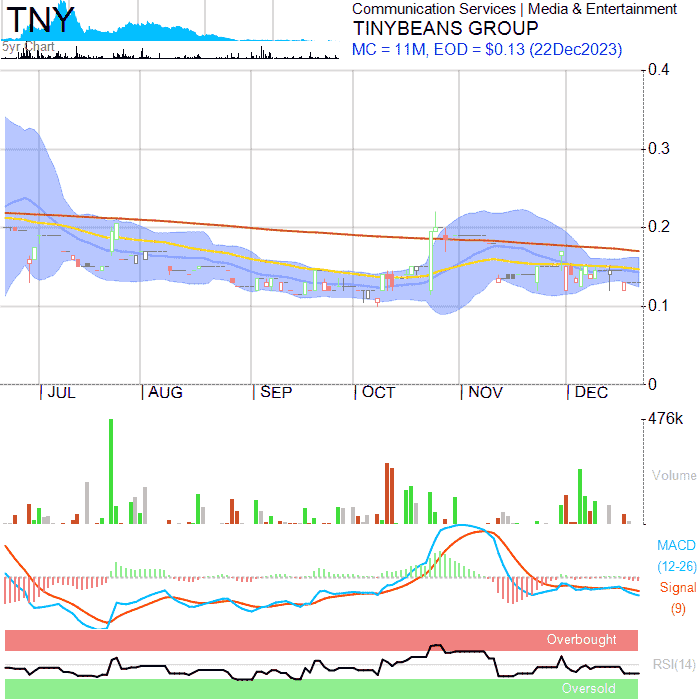 TNY
5yr Chart
Communication Services | Media & Entertainment
TINYBEANS GROUP
MC = 11M, EOD = $0.13 (22Dec2023)
0.4
0.3
0.2
0.1
0
JUL AUG SEP OCT NOV DEC
476k
Volume
MACD
(12-26)
Signal
(9)
Overbought
RSI(14)
Oversold